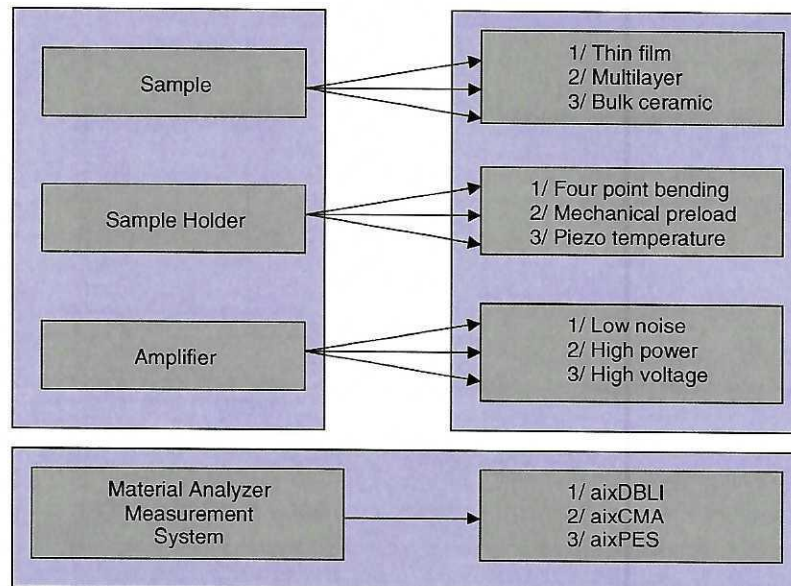 Sample
1/ Thin film
2/ Multilayer
3/ Bulk ceramic
Sample Holder
1/ Four point bending
2/ Mechanical preload
3/ Piezo temperature
Amplifier
1/ Low noise
2/ High power
3/ High voltage
Material Analyzer
Measurement
System
1/ aixDBLI
2/ aixCMA
3/ aixPES